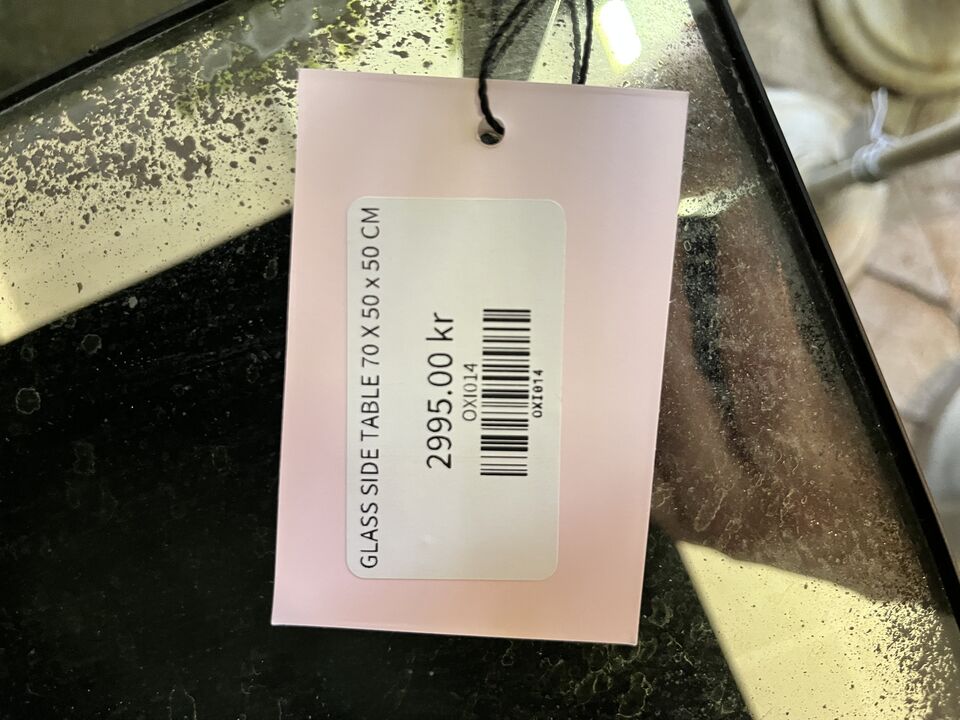 GLASS SIDE TABLE 70 X 50 x 50 CM
2995.00 kr
OXI014
OXI014